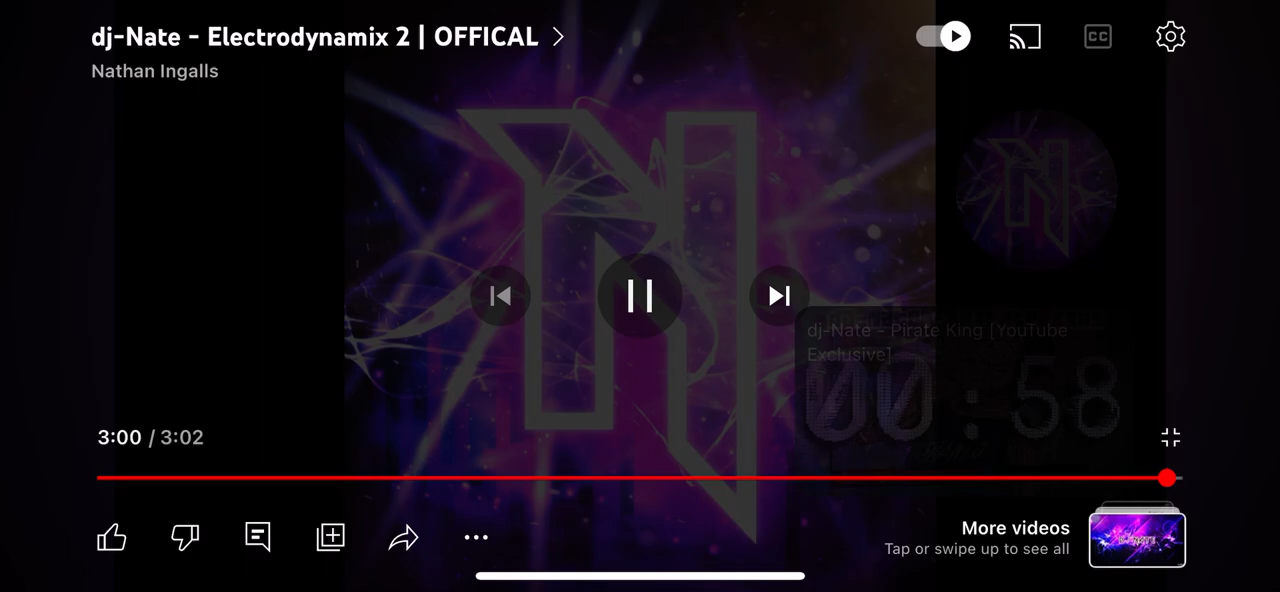 dj-Nate - Electrodynamix 2 | OFFICAL
Nathan Ingalls
CC
dj-Nate - Pirate King [YouTube
Exclusive]
00:58
3:00 / 3:02
More videos
Tap or swipe up to see all